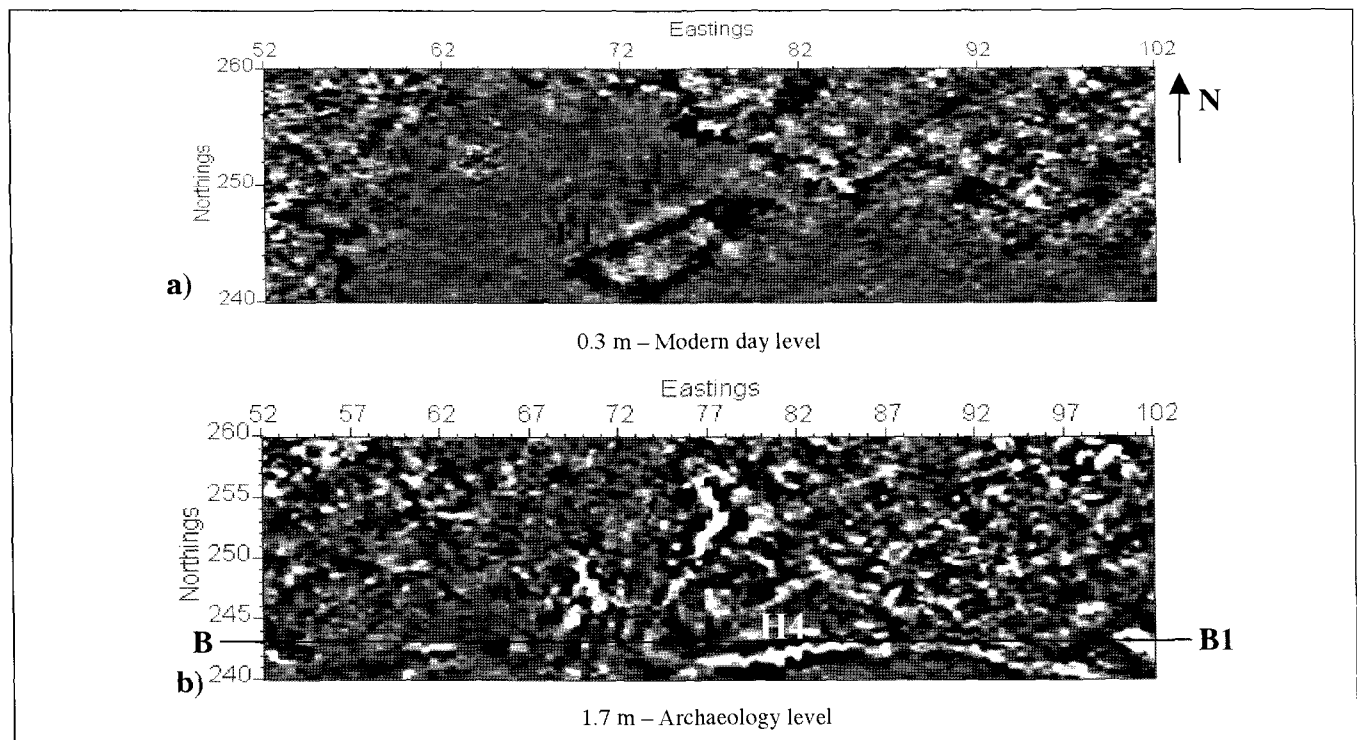 Eastings
52 62 72 82 92 102
260
N
Northings
250
240
a)
0.3 m – Modern day level
Eastings
52 57 62 67 72 77 82 87 92 97 102
260
255
Northings
250
245
H4
B B1
240
b)
1.7 m – Archaeology level